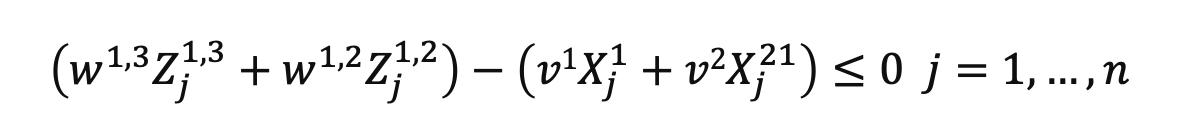 (w^{1,3}Z_j^{1,3} + w^{1,2}Z_j^{1,2}) − (v^1X_j^1 + v^2X_j^{21}) ≤ 0 j = 1, … , n